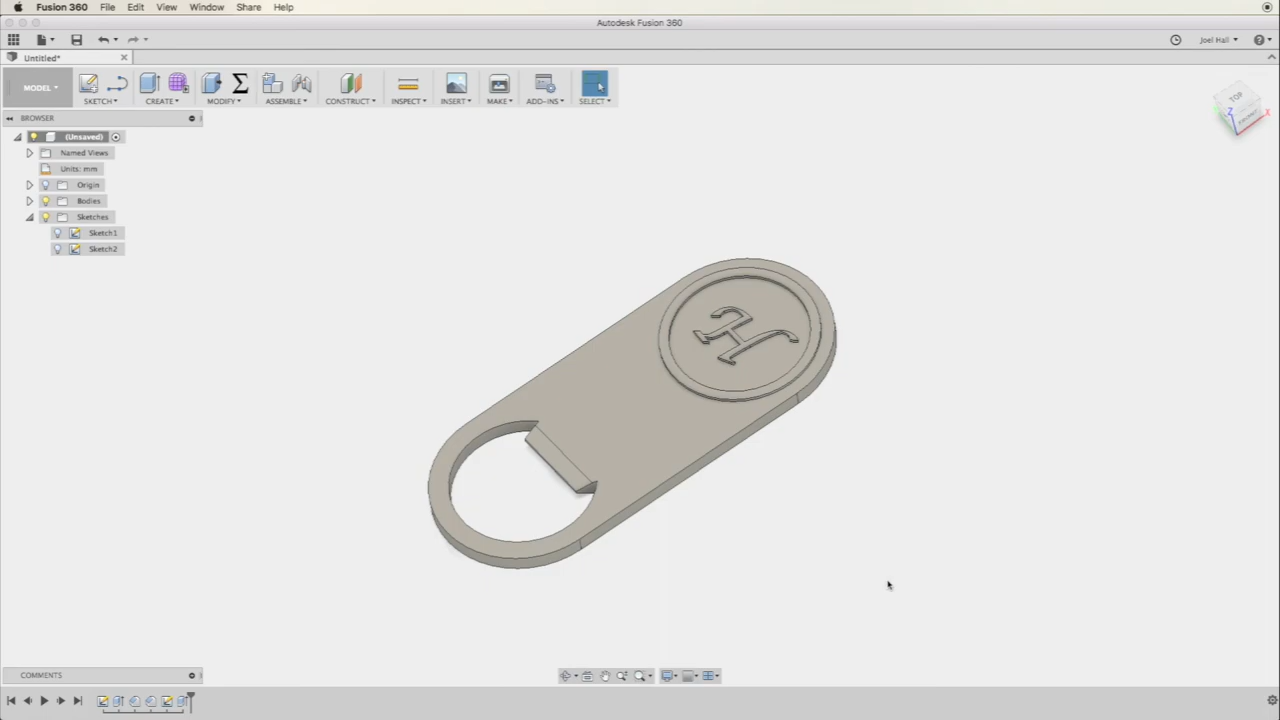 Fusion 360 File Edit View Window Share Help
Autodesk Fusion 360
Joel Hall
Untitled*
MODEL
SKETCH CREATE MODIFY ASSEMBLE CONSTRUCT INSPECT INSERT MAKE ADD-INS SELECT
BROWSER
(Unsaved)
Named Views
Units: mm
Origin
Bodies
Sketches
Sketch1
Sketch2
TOP
Z
X
H
COMMENTS